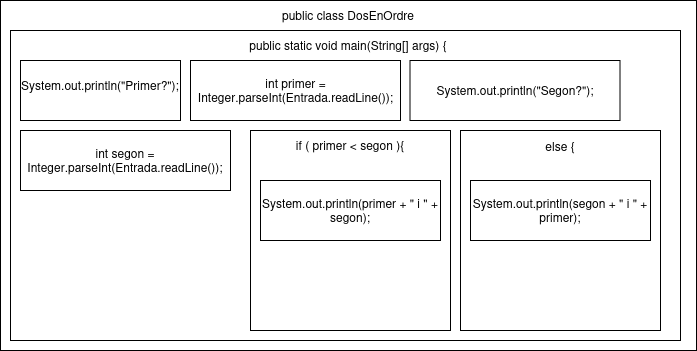 public class DosEnOrdre
public static void main(String[] args) {
System.out.println("Primer?");
int primer =
Integer.parseInt(Entrada.readLine());
System.out.println("Segon?");
int segon =
Integer.parseInt(Entrada.readLine());
if ( primer < segon ){
System.out.println(primer + " i " +
segon);
else {
System.out.println(segon + " i " +
primer);